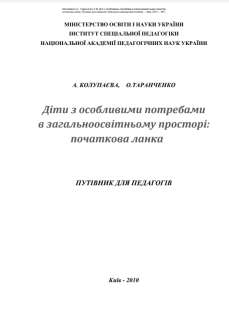 МІНІСТЕРСТВО ОСВІТИ І НАУКИ УКРАЇНИ
ІНСТИТУТ СПЕЦІАЛЬНОЇ ПЕДАГОГІКИ
НАЦІОНАЛЬНОЇ АКАДЕМІЇ ПЕДАГОГІЧНИХ НАУК УКРАЇНИ
А. КОЛУПАЄВА, О.ТАРАНЧЕНКО
Діти з особливими потребами
в загальноосвітньому просторі:
початкова ланка
ПУТІВНИК ДЛЯ ПЕДАГОГІВ
Київ - 2010